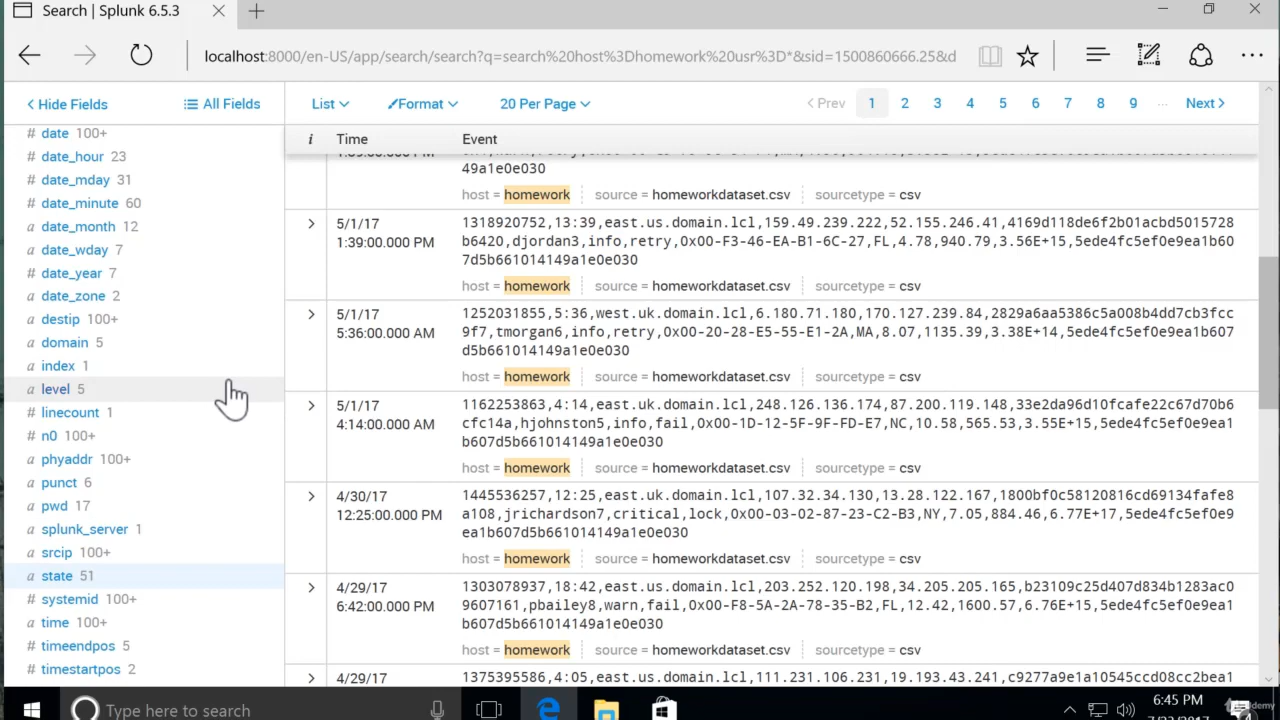 Search | Splunk 6.5.3
localhost:8000/en-US/app/search/search?q=search%20host%3Dhomework%20usr%3D*&sid=1500860666.25&d
Hide Fields
All Fields
List
Format
20 Per Page
Prev 1 2 3 4 5 6 7 8 9 ... Next
i Time Event
# date 100+
# date_hour 23
# date_mday 31
# date_minute 60
a date_month 12
a date_wday 7
# date_year 7
a date_zone 2
a destip 100+
a domain 5
a index 1
a level 5
# linecount 1
# n0 100+
a phyaddr 100+
a punct 6
a pwd 17
a splunk_server 1
a srcip 100+
a state 51
# systemid 100+
a time 100+
# timeendpos 5
# timestartpos 2
49a1e0e030
host = homework source = homeworkdataset.csv sourcetype = csv
5/1/17
1:39:00.000 PM
1318920752,13:39,east.us.domain.lcl,159.49.239.222,52.155.246.41,4169d118de6f2b01acbd5015728
b6420,djordan3,info,retry,0x00-F3-46-EA-B1-6C-27,FL,4.78,940.79,3.56E+15,5ede4fc5ef0e9ea1b60
7d5b661014149a1e0e030
host = homework source = homeworkdataset.csv sourcetype = csv
5/1/17
5:36:00.000 AM
1252031855,5:36,west.uk.domain.lcl,6.180.71.180,170.127.239.84,2829a6aa5386c5a008b4dd7cb3fcc
9f7,tmorgan6,info,retry,0x00-20-28-E5-55-E1-2A,MA,8.07,1135.39,3.38E+14,5ede4fc5ef0e9ea1b607
d5b661014149a1e0e030
host = homework source = homeworkdataset.csv sourcetype = csv
5/1/17
4:14:00.000 AM
1162253863,4:14,east.uk.domain.lcl,248.126.136.174,87.200.119.148,33e2da96d10fcafe22c67d70b6
cfc14a,hjohnston5,info,fail,0x00-1D-12-5F-9F-FD-E7,NC,10.58,565.53,3.55E+15,5ede4fc5ef0e9ea1
b607d5b661014149a1e0e030
host = homework source = homeworkdataset.csv sourcetype = csv
4/30/17
12:25:00.000 PM
1445536257,12:25,east.uk.domain.lcl,107.32.34.130,13.28.122.167,1800bf0c58120816cd69134fafe8
a108,jrichardson7,critical,lock,0x00-03-02-87-23-C2-B3,NY,7.05,884.46,6.77E+17,5ede4fc5ef0e9
ea1b607d5b661014149a1e0e030
host = homework source = homeworkdataset.csv sourcetype = csv
4/29/17
6:42:00.000 PM
1303078937,18:42,east.us.domain.lcl,203.252.120.198,34.205.205.165,b23109c25d407d834b1283ac0
9607161,pbailey8,warn,fail,0x00-F8-5A-2A-78-35-B2,FL,12.42,1600.57,6.76E+15,5ede4fc5ef0e9ea1
b607d5b661014149a1e0e030
host = homework source = homeworkdataset.csv sourcetype = csv
4/29/17
1375395586,4:05,east.us.domain.lcl,111.231.106.231,19.193.43.241,c9277a9e1a10545ccd08cc2bea1
Type here to search
6:45 PM